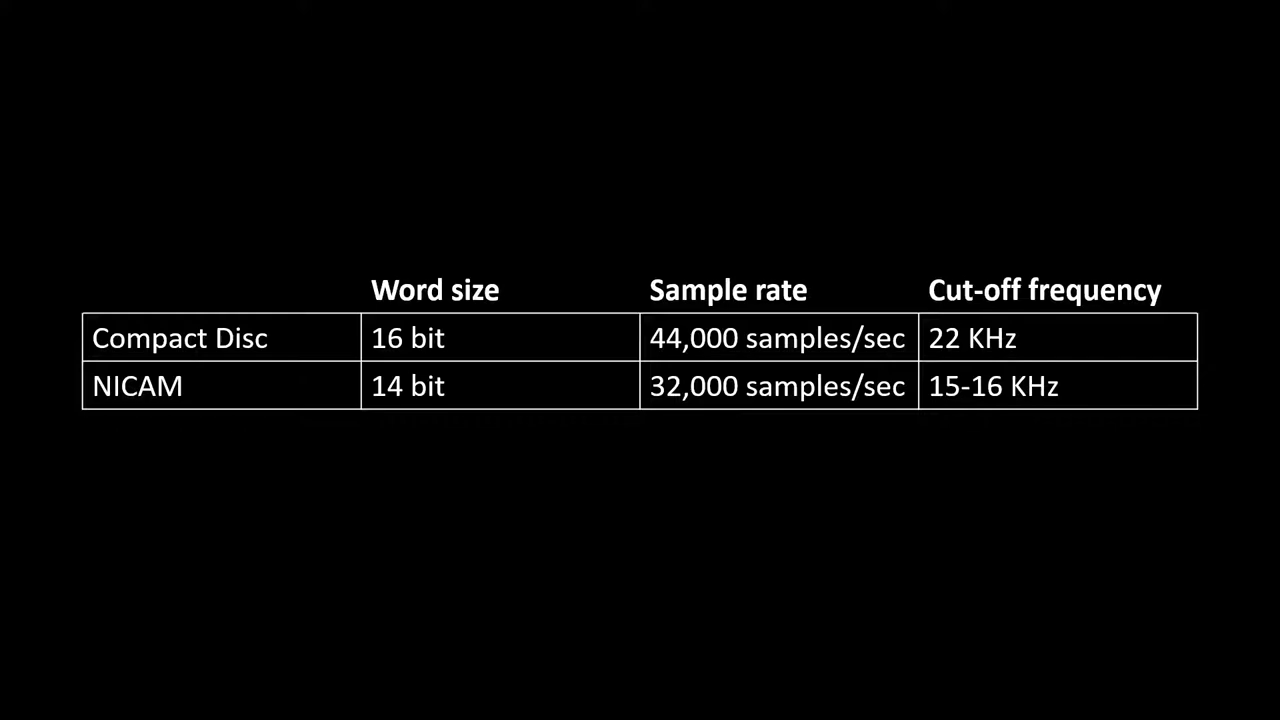 Word size Sample rate Cut-off frequency
Compact Disc 16 bit 44,000 samples/sec 22 KHz
NICAM 14 bit 32,000 samples/sec 15-16 KHz